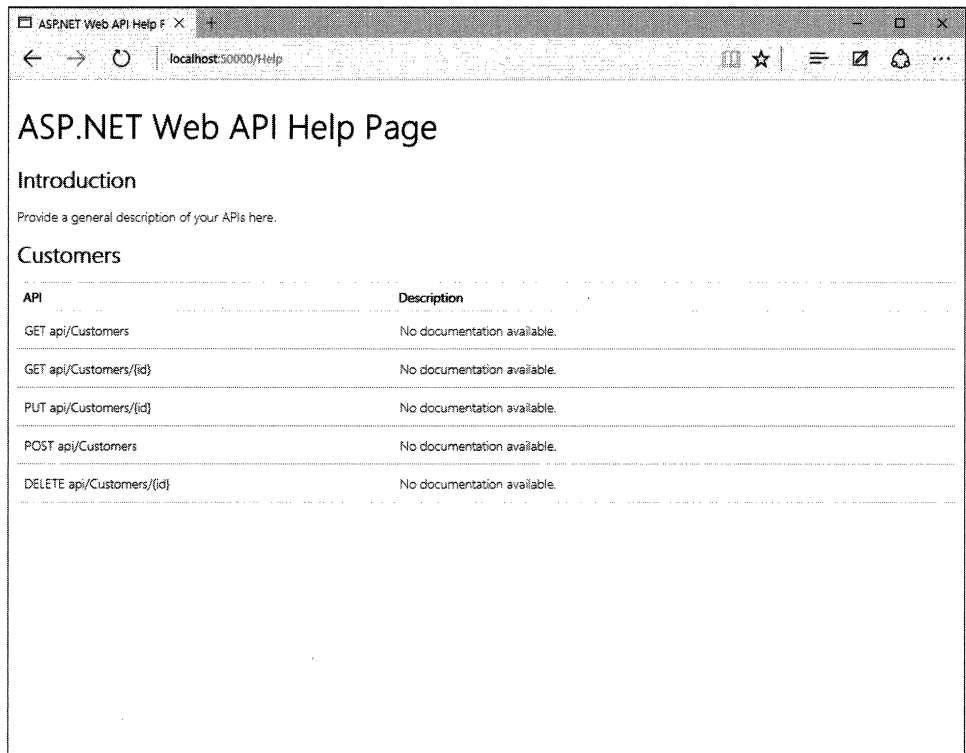 ASP.NET Web API Help F
localhost:50000/Help
ASP.NET Web API Help Page
Introduction
Provide a general description of your APIs here.
Customers
API Description
GET api/Customers No documentation available.
GET api/Customers/{id} No documentation available.
PUT api/Customers/{id} No documentation available.
POST api/Customers No documentation available.
DELETE api/Customers/{id} No documentation available.